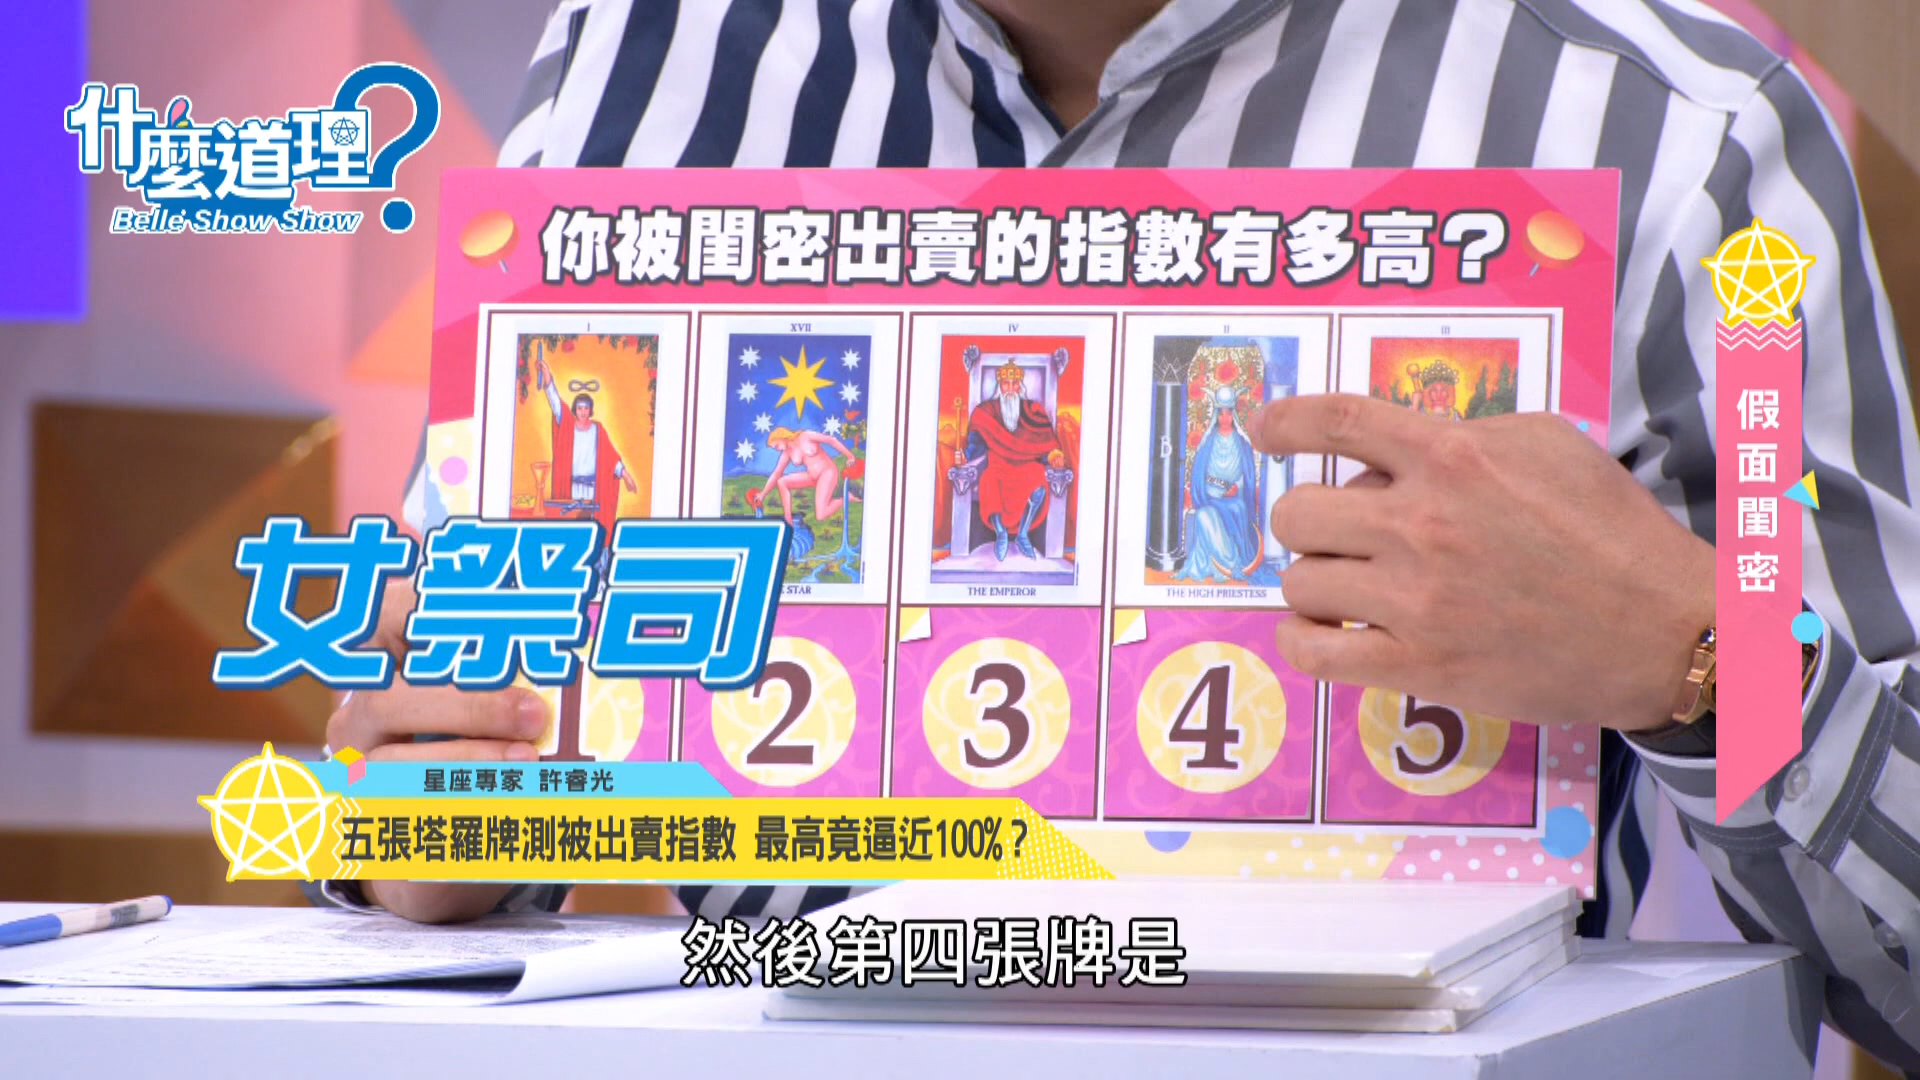 什麼道理?
Belle Show Show
你被閨密出賣的指數有多高?
I
XVII
IV
II
III
STAR
THE EMPEROR
THE HIGH PRIESTESS
B
女祭司
1
2
3
4
5
假面閨密
星座專家 許睿光
五張塔羅牌測被出賣指數 最高竟逼近100%?
然後第四張牌是